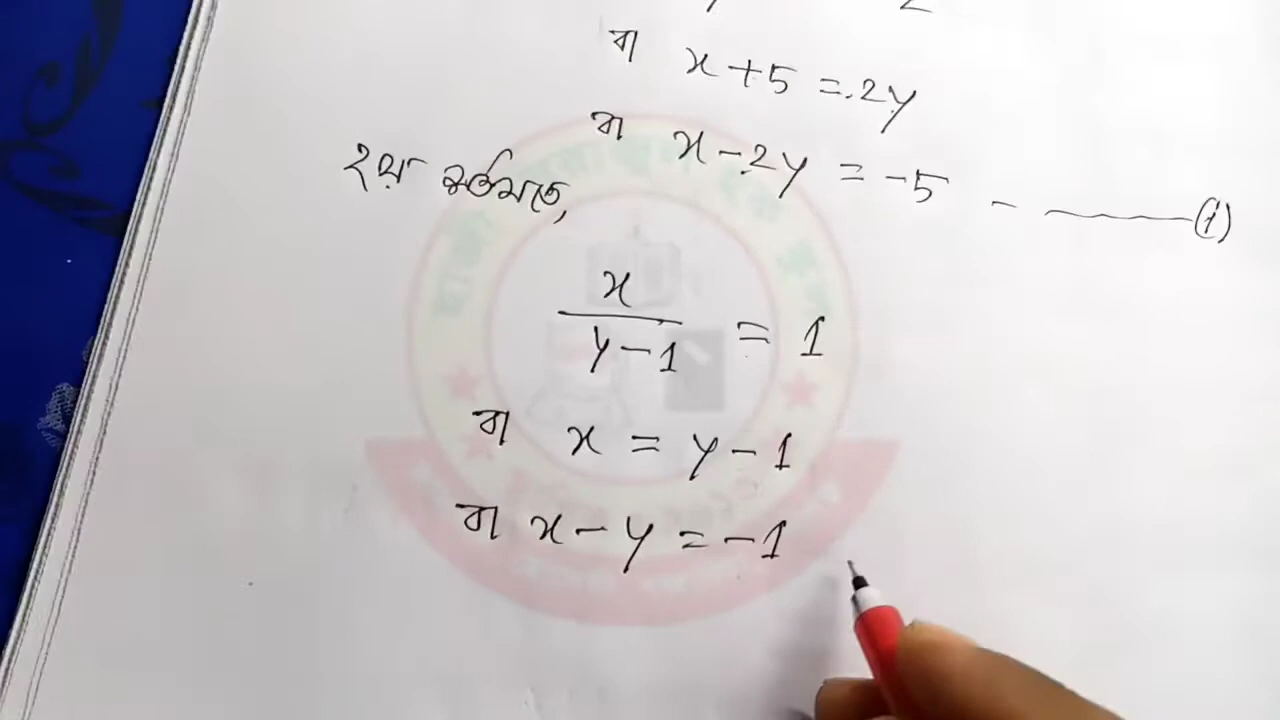 বা x + 5 = 2y
বা x - 2y = -5 - ——— (i)
২য় শর্তমতে,
x
y - 1 = 1
বা x = y - 1
বা x - y = -1